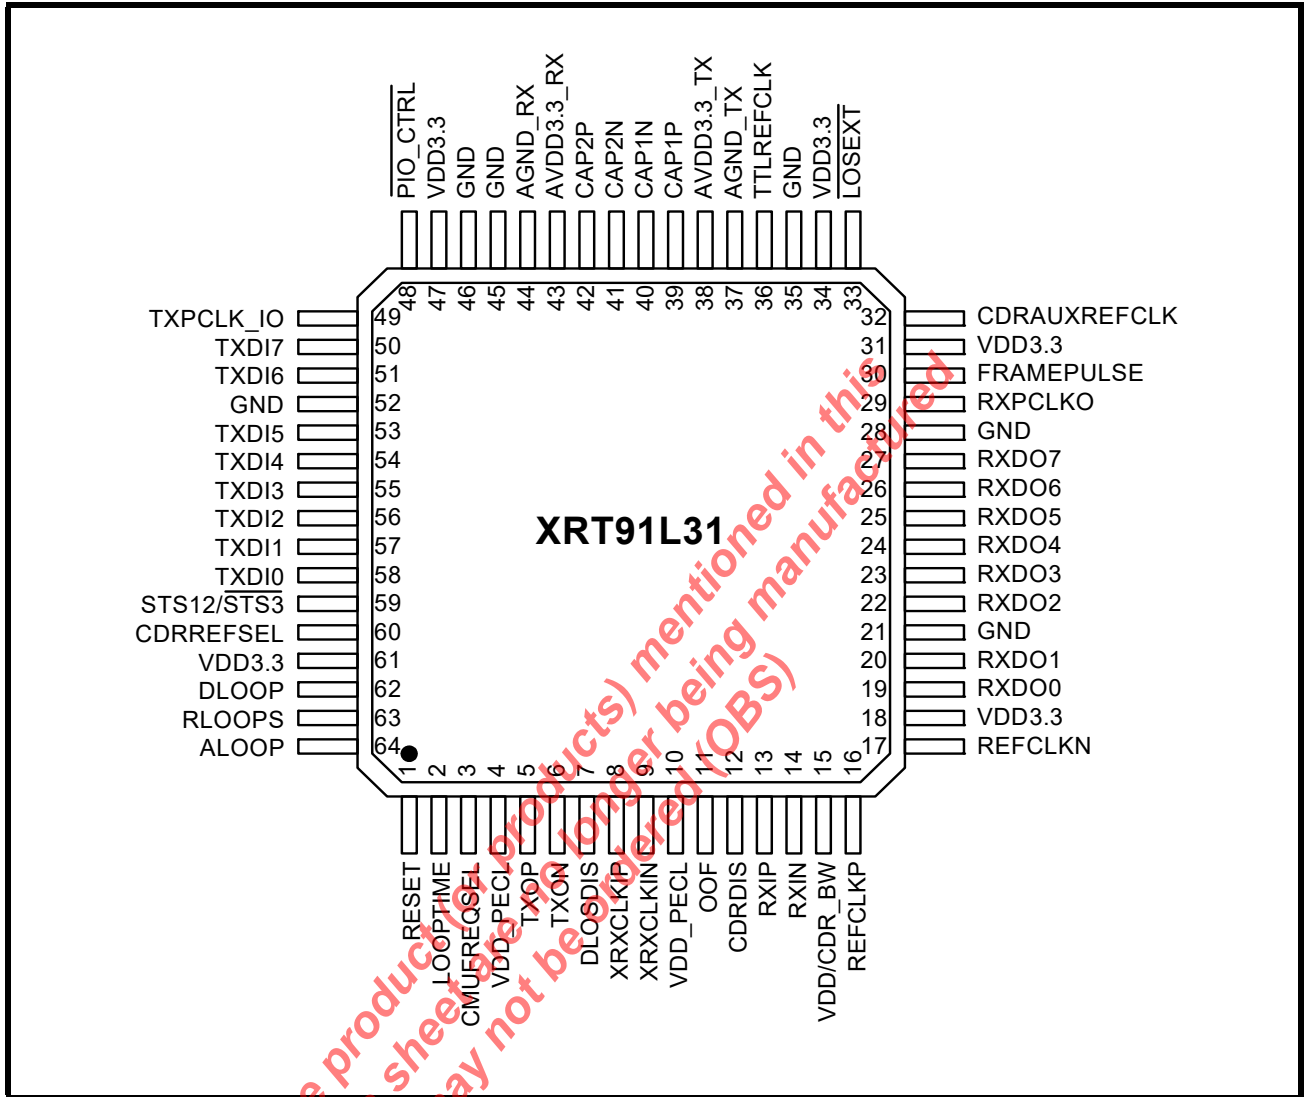 PIO_CTRL
VDD3.3
GND
GND
AGND_RX
AVDD3.3_RX
CAP2P
CAP2N
CAP1N
CAP1P
AVDD3.3_TX
AGND_TX
TTLREFCLK
GND
VDD3.3
LOSEXT
48 47 46 45 44 43 42 41 40 39 38 37 36 35 34 33
TXPCLK_IO 49
TXDI7 50
TXDI6 51
GND 52
TXDI5 53
TXDI4 54
TXDI3 55
TXDI2 56
TXDI1 57
TXDI0 58
STS12/STS3 59
CDRREFSEL 60
VDD3.3 61
DLOOP 62
RLOOPS 63
ALOOP 64
XRT91L31
32 CDRAUXREFCLK
31 VDD3.3
30 FRAMEPULSE
29 RXPCLKO
28 GND
27 RXDO7
26 RXDO6
25 RXDO5
24 RXDO4
23 RXDO3
22 RXDO2
21 GND
20 RXDO1
19 RXDO0
18 VDD3.3
17 REFCLKN
1 2 3 4 5 6 7 8 9 10 11 12 13 14 15 16
RESET
LOOPTIME
CMUFREQSEL
VDD_PECL
TXOP
TXON
DLOSDIS
XRXCLKIP
XRXCLKIN
VDD_PECL
OOF
CDRDIS
RXIP
RXIN
VDD/CDR_BW
REFCLKP
product (or products) mentioned in this
sheet are no longer being manufactured
not be ordered (OBS)